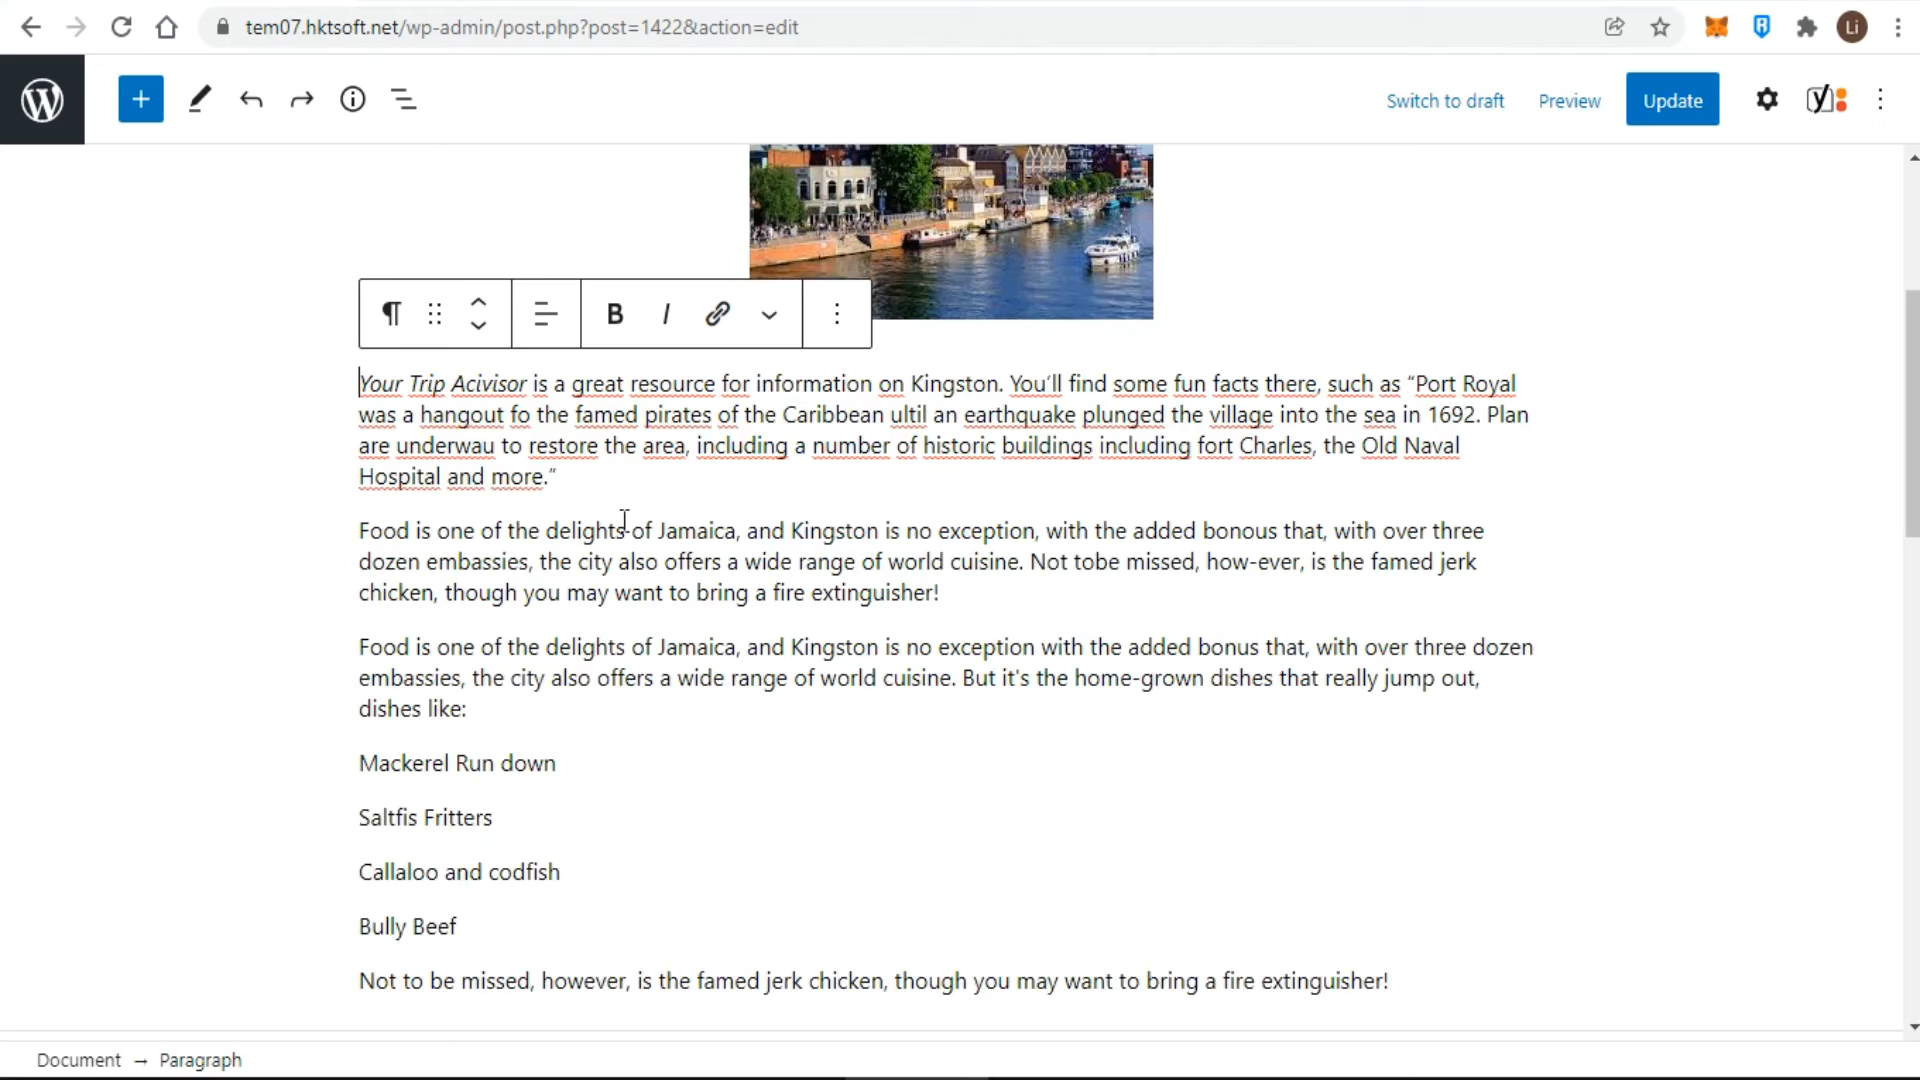 tem07.hktsoft.net/wp-admin/post.php?post=1422&action=edit
Li
Switch to draft
Preview
Update
B
I
Your Trip Acivisor is a great resource for information on Kingston. You’ll find some fun facts there, such as “Port Royal
was a hangout fo the famed pirates of the Caribbean ultil an earthquake plunged the village into the sea in 1692. Plan
are underwau to restore the area, including a number of historic buildings including fort Charles, the Old Naval
Hospital and more.”
Food is one of the delights of Jamaica, and Kingston is no exception, with the added bonous that, with over three
dozen embassies, the city also offers a wide range of world cuisine. Not tobe missed, how-ever, is the famed jerk
chicken, though you may want to bring a fire extinguisher!
Food is one of the delights of Jamaica, and Kingston is no exception with the added bonus that, with over three dozen
embassies, the city also offers a wide range of world cuisine. But it's the home-grown dishes that really jump out,
dishes like:
Mackerel Run down
Saltfis Fritters
Callaloo and codfish
Bully Beef
Not to be missed, however, is the famed jerk chicken, though you may want to bring a fire extinguisher!
Document → Paragraph